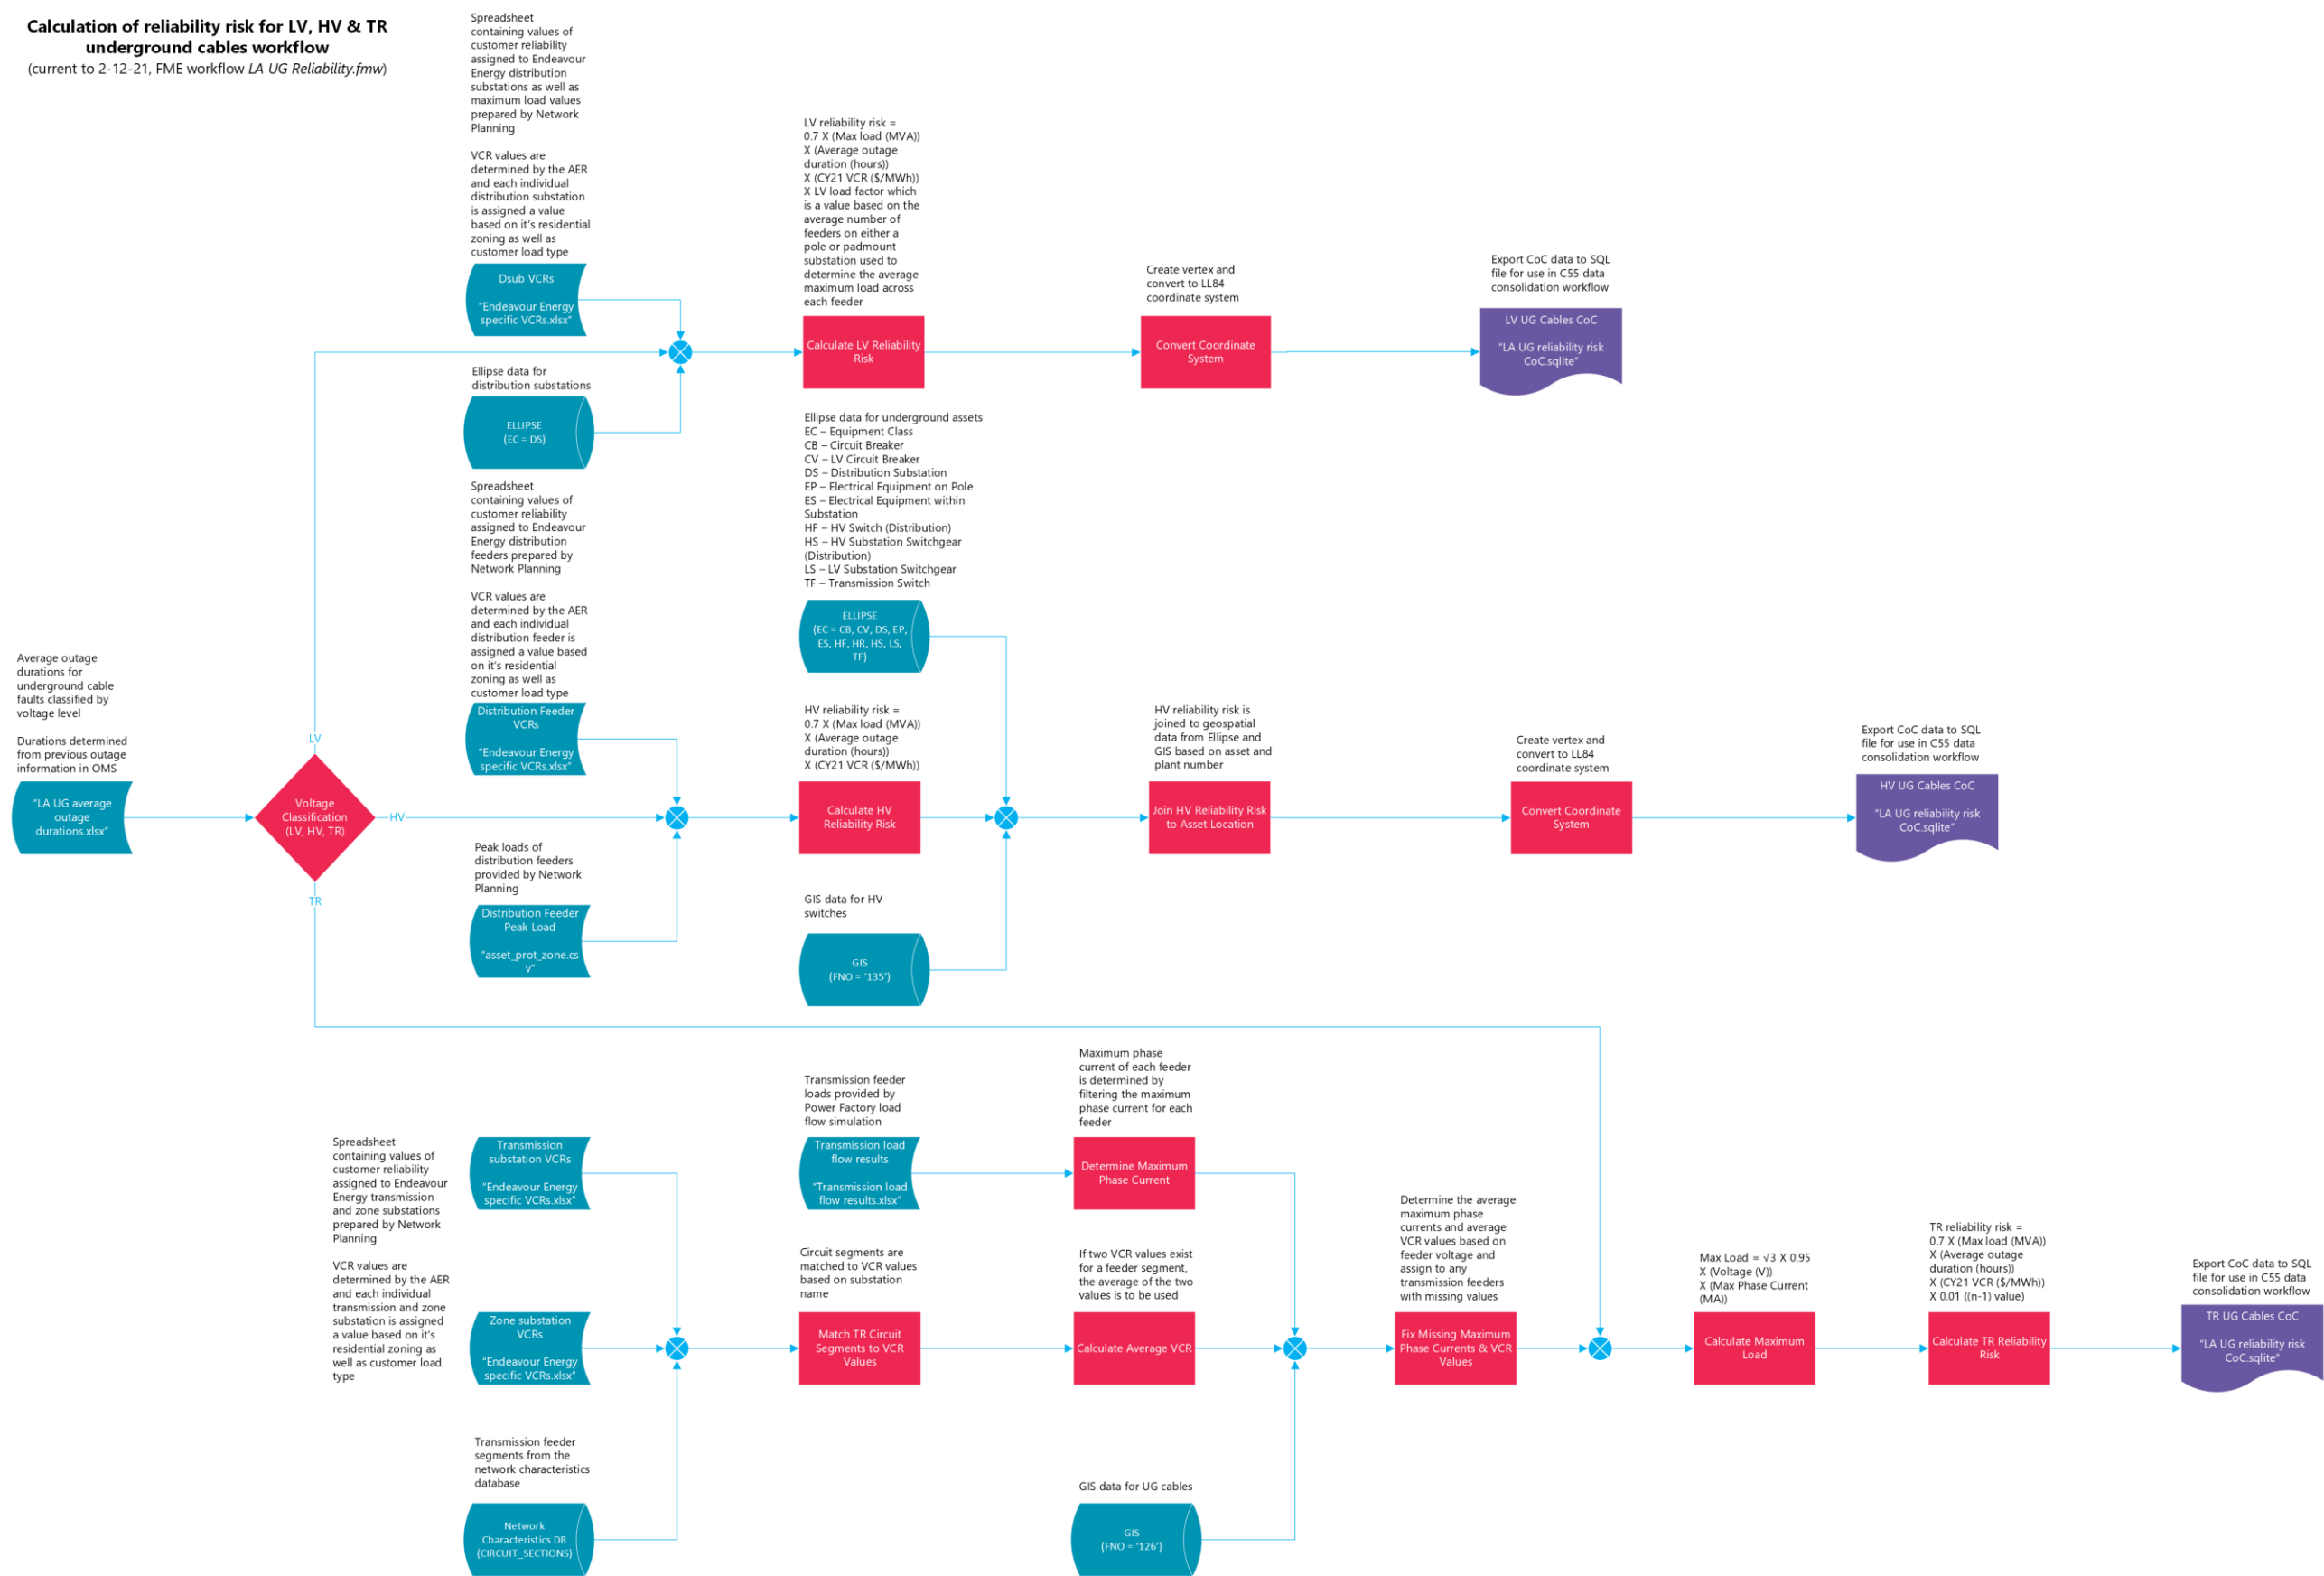 Calculation of reliability risk for LV, HV & TR
underground cables workflow
(current to 2-12-21, FME workflow LA UG Reliability.fmw)
Spreadsheet
containing values of
customer reliability
assigned to Endeavour
Energy distribution
substations as well as
maximum load values
prepared by Network
Planning
VCR values are
determined by the AER
and each individual
distribution substation
is assigned a value
based on it's residential
zoning as well as
customer load type
Dsub VCRs
"Endeavour Energy
specific VCRs.xlsx"
Ellipse data for
distribution substations
ELLIPSE
(EC = DS)
LV reliability risk =
0.7 X (Max load (MVA))
X (Average outage
duration (hours))
X (CY21 VCR ($/MWh))
X LV load factor which
is a value based on the
average number of
feeders on either a
pole or padmount
substation used to
determine the average
maximum load across
each feeder
Calculate LV Reliability
Risk
Create vertex and
convert to LL84
coordinate system
Convert Coordinate
System
Export CoC data to SQL
file for use in C55 data
consolidation workflow
LV UG Cables CoC
"LA UG reliability risk
CoC.sqlite"
Average outage
durations for
underground cable
faults classified by
voltage level
Durations determined
from previous outage
information in OMS
"LA UG average
outage
durations.xlsx"
LV
Voltage
Classification
(LV, HV, TR)
HV
TR
Spreadsheet
containing values of
customer reliability
assigned to Endeavour
Energy distribution
feeders prepared by
Network Planning
VCR values are
determined by the AER
and each individual
distribution feeder is
assigned a value based
on it's residential
zoning as well as
customer load type
Distribution Feeder
VCRs
"Endeavour Energy
specific VCRs.xlsx"
Peak loads of
distribution feeders
provided by Network
Planning
Distribution Feeder
Peak Load
"asset_prot_zone.cs
v"
Ellipse data for underground assets
EC – Equipment Class
CB – Circuit Breaker
CV – LV Circuit Breaker
DS – Distribution Substation
EP – Electrical Equipment on Pole
ES – Electrical Equipment within
Substation
HF – HV Switch (Distribution)
HS – HV Substation Switchgear
(Distribution)
LS – LV Substation Switchgear
TF – Transmission Switch
ELLIPSE
(EC = CB, CV, DS, EP,
ES, HF, HR, HS, LS,
TF)
HV reliability risk =
0.7 X (Max load (MVA))
X (Average outage
duration (hours))
X (CY21 VCR ($/MWh))
Calculate HV
Reliability Risk
GIS data for HV
switches
GIS
(FNO = '135')
HV reliability risk is
joined to geospatial
data from Ellipse and
GIS based on asset and
plant number
Join HV Reliability Risk
to Asset Location
Create vertex and
convert to LL84
coordinate system
Convert Coordinate
System
Export CoC data to SQL
file for use in C55 data
consolidation workflow
HV UG Cables CoC
"LA UG reliability risk
CoC.sqlite"
Spreadsheet
containing values of
customer reliability
assigned to Endeavour
Energy transmission
and zone substations
prepared by Network
Planning
VCR values are
determined by the AER
and each individual
transmission and zone
substation is assigned
a value based on it's
residential zoning as
well as customer load
type
Transmission
substation VCRs
"Endeavour Energy
specific VCRs.xlsx"
Zone substation
VCRs
"Endeavour Energy
specific VCRs.xlsx"
Transmission feeder
segments from the
network characteristics
database
Network
Characteristics DB
(CIRCUIT_SECTIONS)
Transmission feeder
loads provided by
Power Factory load
flow simulation
Transmission load
flow results
"Transmission load
flow results.xlsx"
Circuit segments are
matched to VCR values
based on substation
name
Match TR Circuit
Segments to VCR
Values
Maximum phase
current of each feeder
is determined by
filtering the maximum
phase current for each
feeder
Determine Maximum
Phase Current
If two VCR values exist
for a feeder segment,
the average of the two
values is to be used
Calculate Average VCR
GIS data for UG cables
GIS
(FNO = '126')
Determine the average
maximum phase
currents and average
VCR values based on
feeder voltage and
assign to any
transmission feeders
with missing values
Fix Missing Maximum
Phase Currents & VCR
Values
Max Load = √3 X 0.95
X (Voltage (V))
X (Max Phase Current
(MA))
Calculate Maximum
Load
TR reliability risk =
0.7 X (Max load (MVA))
X (Average outage
duration (hours))
X (CY21 VCR ($/MWh))
X 0.01 ((n-1) value)
Calculate TR Reliability
Risk
Export CoC data to SQL
file for use in C55 data
consolidation workflow
TR UG Cables CoC
"LA UG reliability risk
CoC.sqlite"